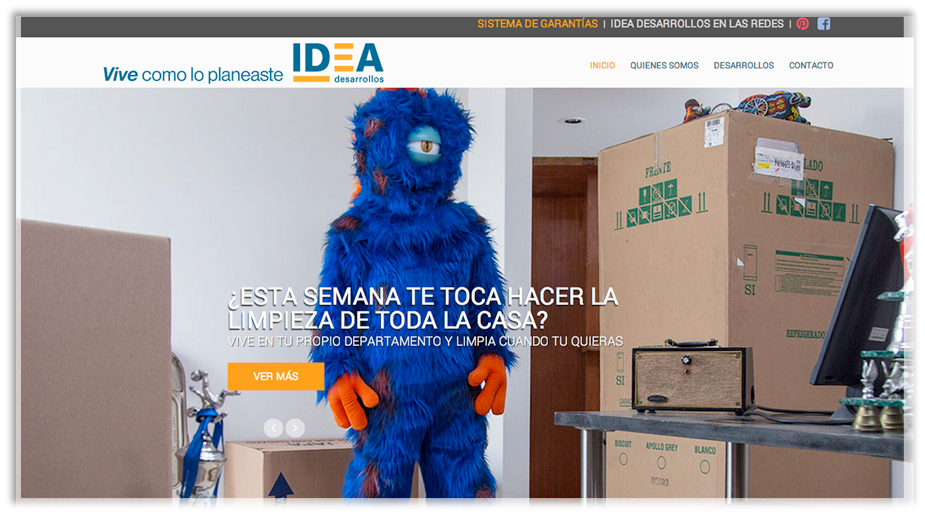 SISTEMA DE GARANTÍAS | IDEA DESARROLLOS EN LAS REDES |
Vive como lo planeaste
IDEA
desarrollos
INICIO QUIENES SOMOS DESARROLLOS CONTACTO
FRENTE
LADO
¿ESTA SEMANA TE TOCA HACER LA
LIMPIEZA DE TODA LA CASA?
VIVE EN TU PROPIO DEPARTAMENTO Y LIMPIA CUANDO TU QUIERAS
VER MÁS
SI
SI
REFRIGERADO
BISCUIT APOLLO GREY BLANCO